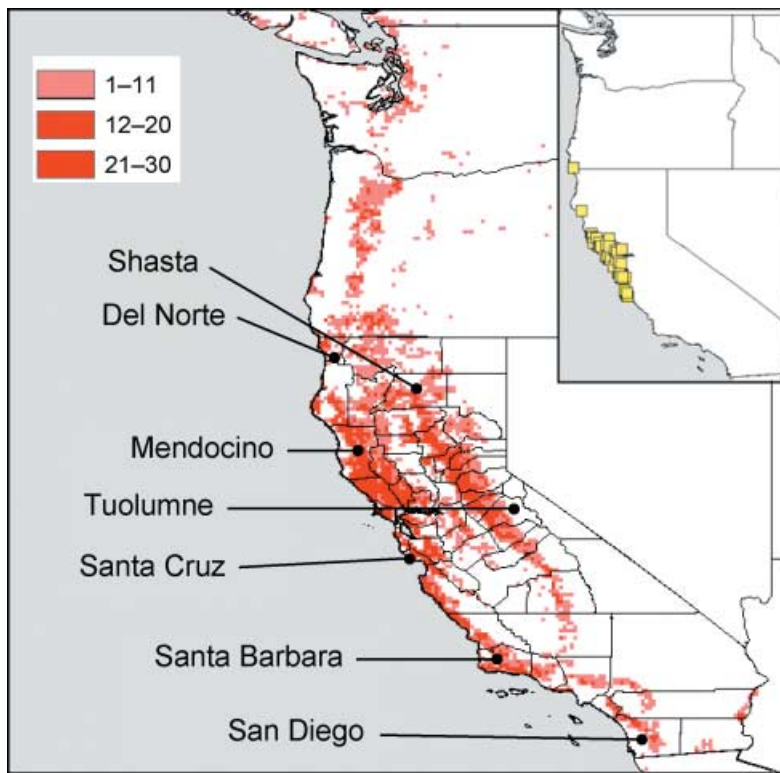 1–11
12–20
21–30
Shasta
Del Norte
Mendocino
Tuolumne
Santa Cruz
Santa Barbara
San Diego